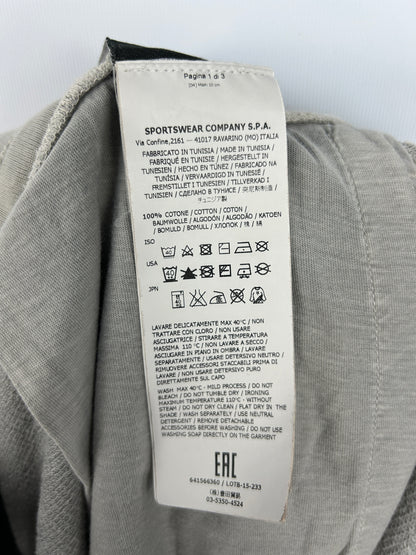 Pagina 1 di 3
SPORTSWEAR COMPANY S.P.A.
Via Confine,2161 — 41017 RAVARINO (MO) ITALIA
FABBRICATO IN TUNISIA / MADE IN TUNISIA /
FABRIQUÉ EN TUNISIE / HERGESTELLT IN
TUNESIEN / HECHO EN TÚNEZ / FABRICADO NA
TUNÍSIA / VERVAARDIGD IN TUNESIË /
FREMSTILLET I TUNESIEN / TILLVERKAD I
TUNISIEN / СДЕЛАНО В ТУНИСЕ / 突尼斯制造 /
チュニジア製
100% COTONE / COTTON / COTON /
BAUMWOLLE / ALGODÓN / ALGODÃO / KATOEN
/ BOMULD / BOMULL / ХЛОПОК / 棉 / 綿
ISO
USA
JPN
LAVARE DELICATAMENTE MAX 40°C / NON
TRATTARE CON CLORO / NON USARE
ASCIUGATRICE / STIRARE A TEMPERATURA
MASSIMA 110 °C / NON LAVARE A SECCO /
ASCIUGARE IN PIANO IN OMBRA / LAVARE
SEPARATAMENTE / USARE DETERSIVO NEUTRO /
RIMUOVERE ACCESSORI STACCABILI PRIMA DI
LAVARE / NON USARE DETERSIVO PURO
DIRETTAMENTE SUL CAPO
WASH MAX 40°C - MILD PROCESS / DO NOT
BLEACH / DO NOT TUMBLE DRY / IRONING
MAXIMUM TEMPERATURE 110°C - WITHOUT
STEAM / DO NOT DRY CLEAN / FLAT DRY IN THE
SHADE / WASH SEPARATELY / USE NEUTRAL
DETERGENT / REMOVE DETACHABLE
ACCESSORIES BEFORE WASHING / DO NOT USE
WASHING SOAP DIRECTLY ON THE GARMENT
EAC
641566360 / LOTB-15-233
(株) 豊田貿易
03-5350-4524